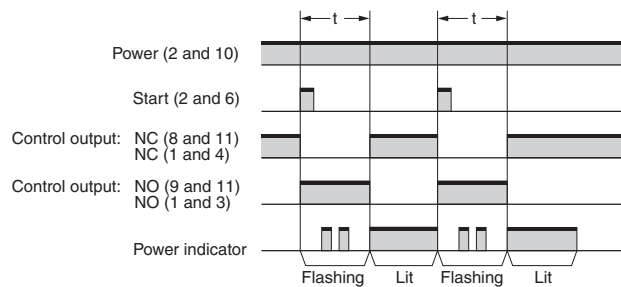 t t
Power (2 and 10)
Start (2 and 6)
Control output: NC (8 and 11)
NC (1 and 4)
Control output: NO (9 and 11)
NO (1 and 3)
Power indicator
Flashing Lit Flashing Lit